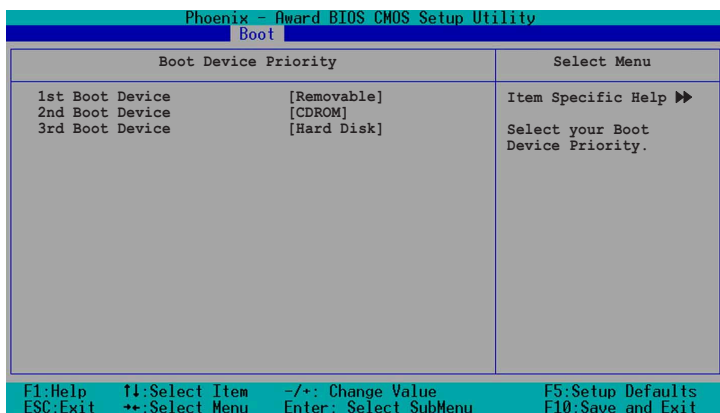 Phoenix - Award BIOS CMOS Setup Utility
Boot
Boot Device Priority
Select Menu
1st Boot Device [Removable]
2nd Boot Device [CDROM]
3rd Boot Device [Hard Disk]
Item Specific Help ►►
Select your Boot
Device Priority.
F1:Help ↑↓:Select Item -/+: Change Value F5:Setup Defaults
ESC:Exit →←:Select Menu Enter: Select SubMenu F10:Save and Exit